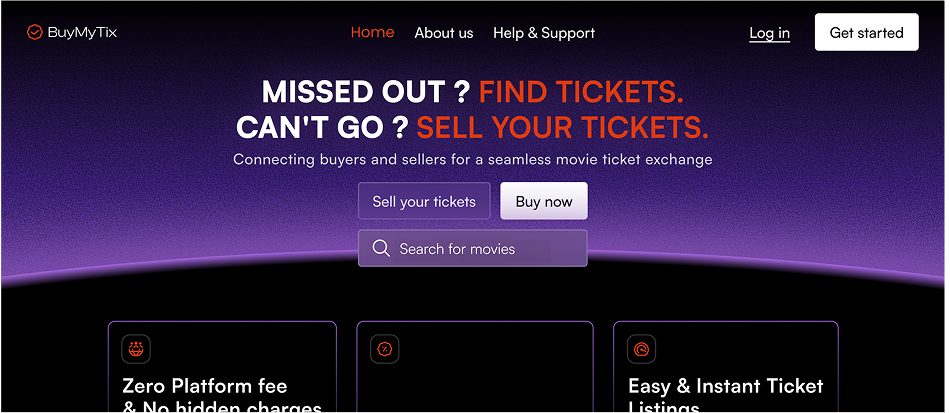 BuyMyTix
Home About us Help & Support
Log in Get started
MISSED OUT ? FIND TICKETS.
CAN'T GO ? SELL YOUR TICKETS.
Connecting buyers and sellers for a seamless movie ticket exchange
Sell your tickets Buy now
Search for movies
Zero Platform fee
& No hidden charges
Easy & Instant Ticket
Listings